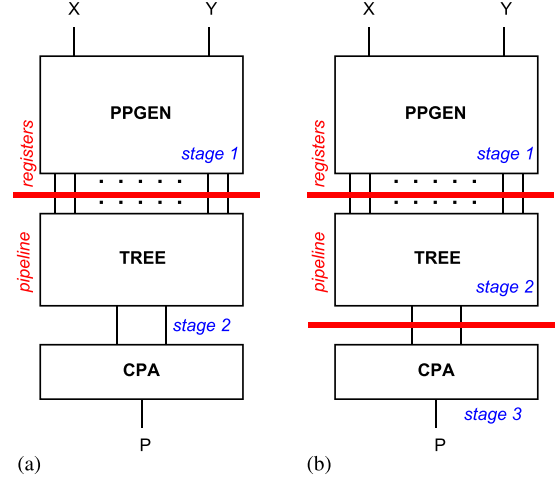 X Y
PPGEN
stage 1
registers
pipeline
TREE
stage 2
CPA
P
(a)
X Y
PPGEN
stage 1
registers
pipeline
TREE
stage 2
CPA
stage 3
P
(b)